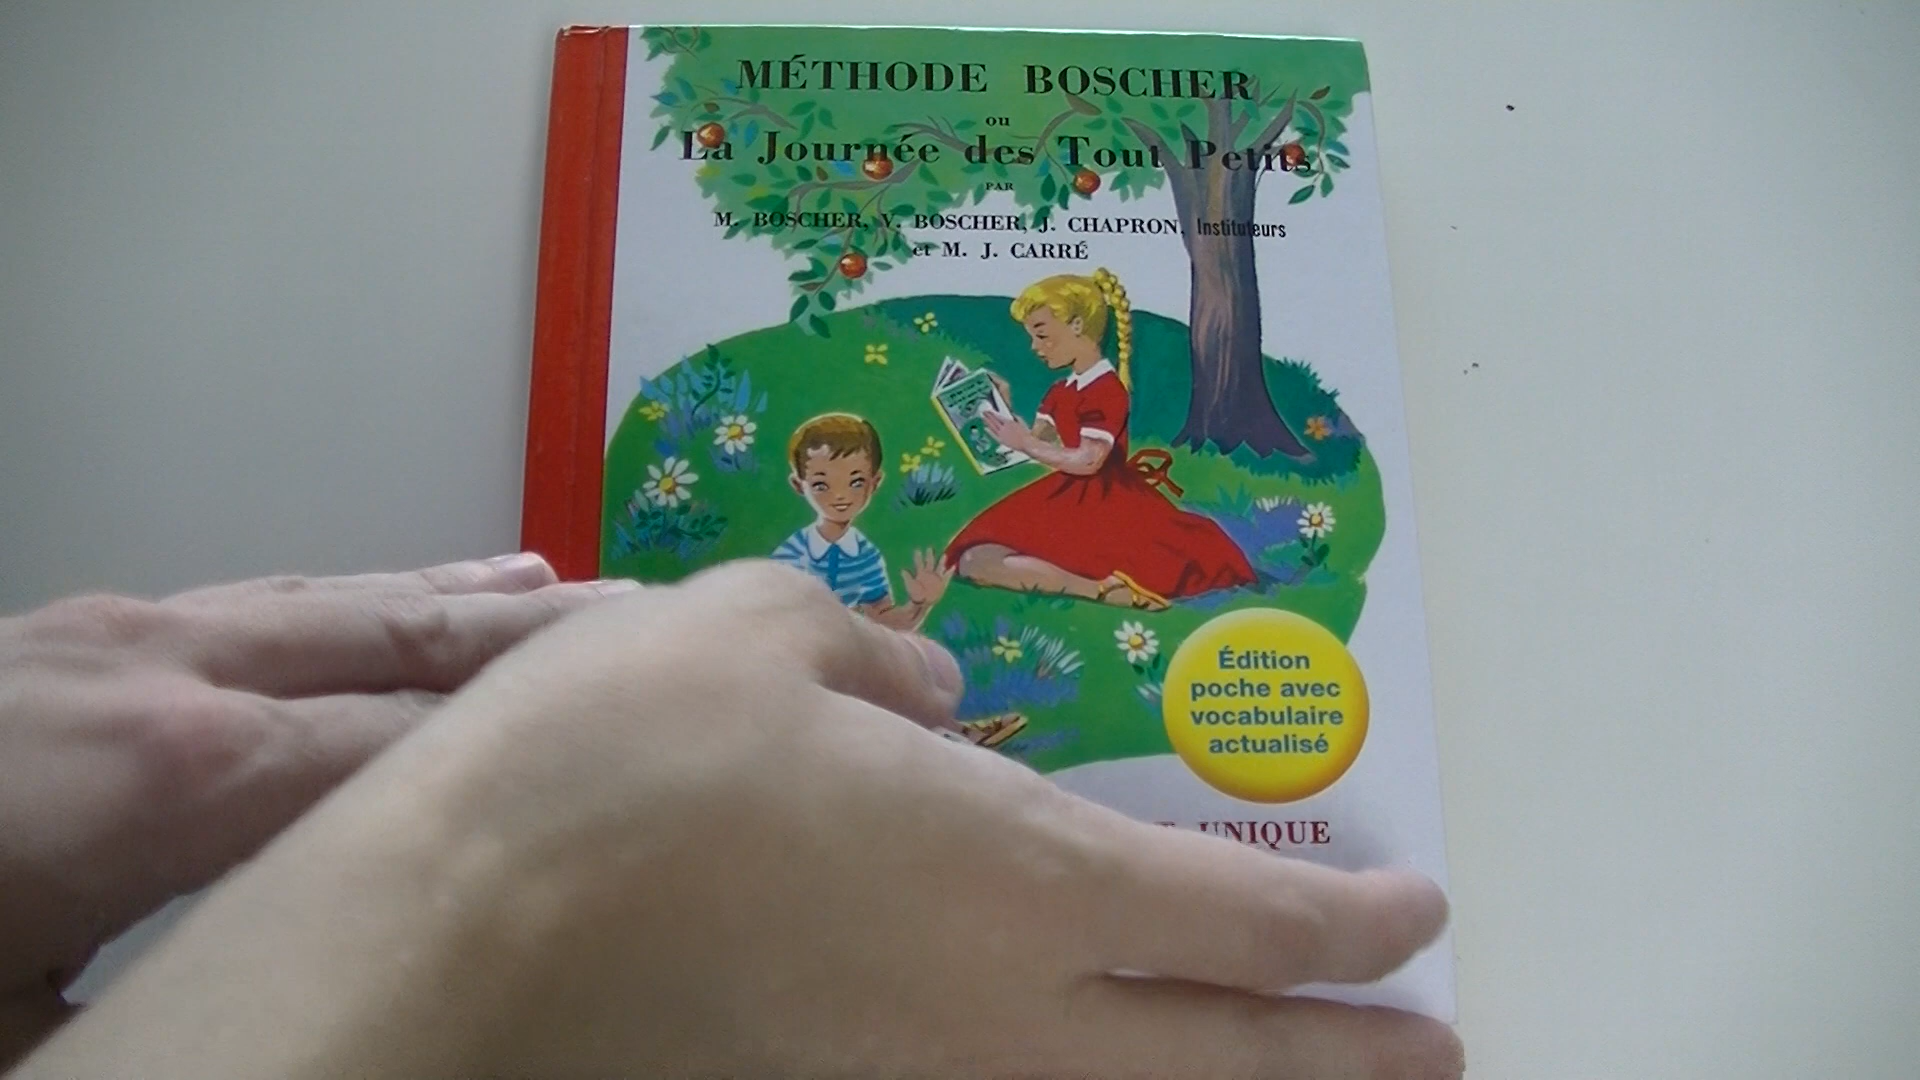 MÉTHODE BOSCHER
ou
La Journée des Tout Petits
PAR
M. BOSCHER, V. BOSCHER, J. CHAPRON, Instituteurs
et M. J. CARRÉ
Édition
poche avec
vocabulaire
actualisé
UNIQUE